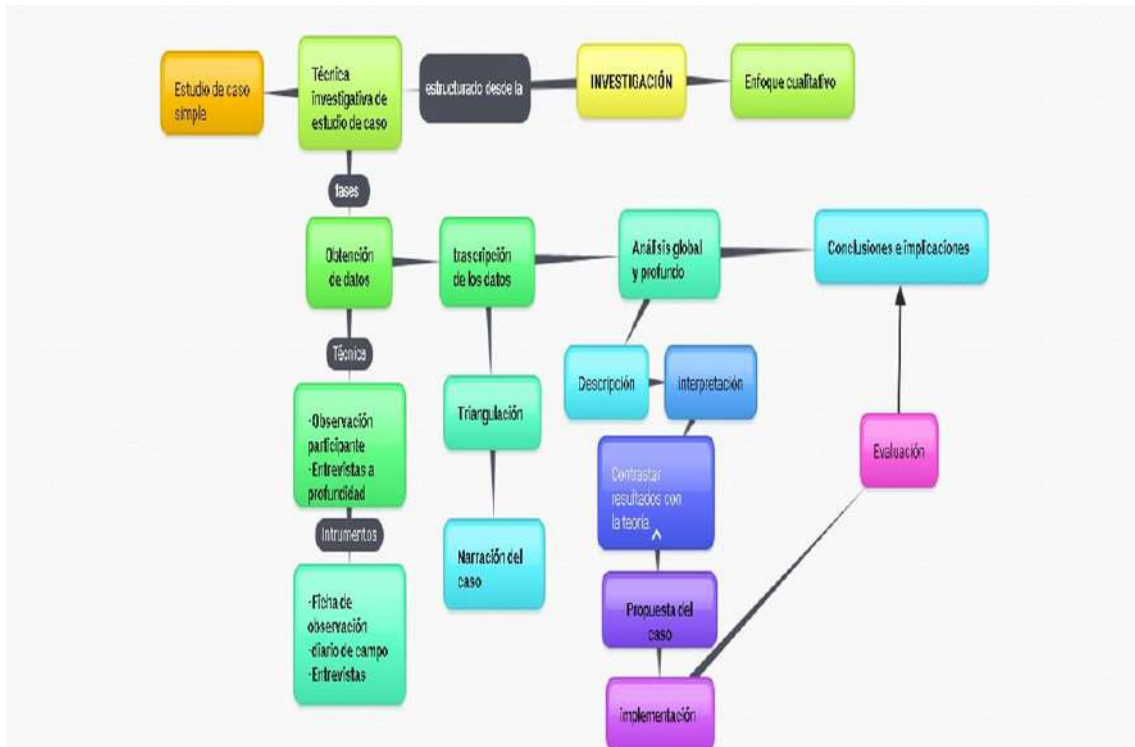 Estudio de caso
simple
Técnica
investigativa de
estudio de caso
estructurado desde la
INVESTIGACIÓN
Enfoque cualitativo
fases
Obtención
de datos
trascripción
de los datos
Análisis global
y profundo
Conclusiones e implicaciones
Técnica
Descripción
interpretación
-Observación
participante
-Entrevistas a
profundidad
Triangulación
Contrastar
resultados con
la teoría.
Evaluación
Intrumentos
Narración del
caso
-Ficha de
observación
-diario de campo
-Entrevistas
Propuesta del
caso
implementación